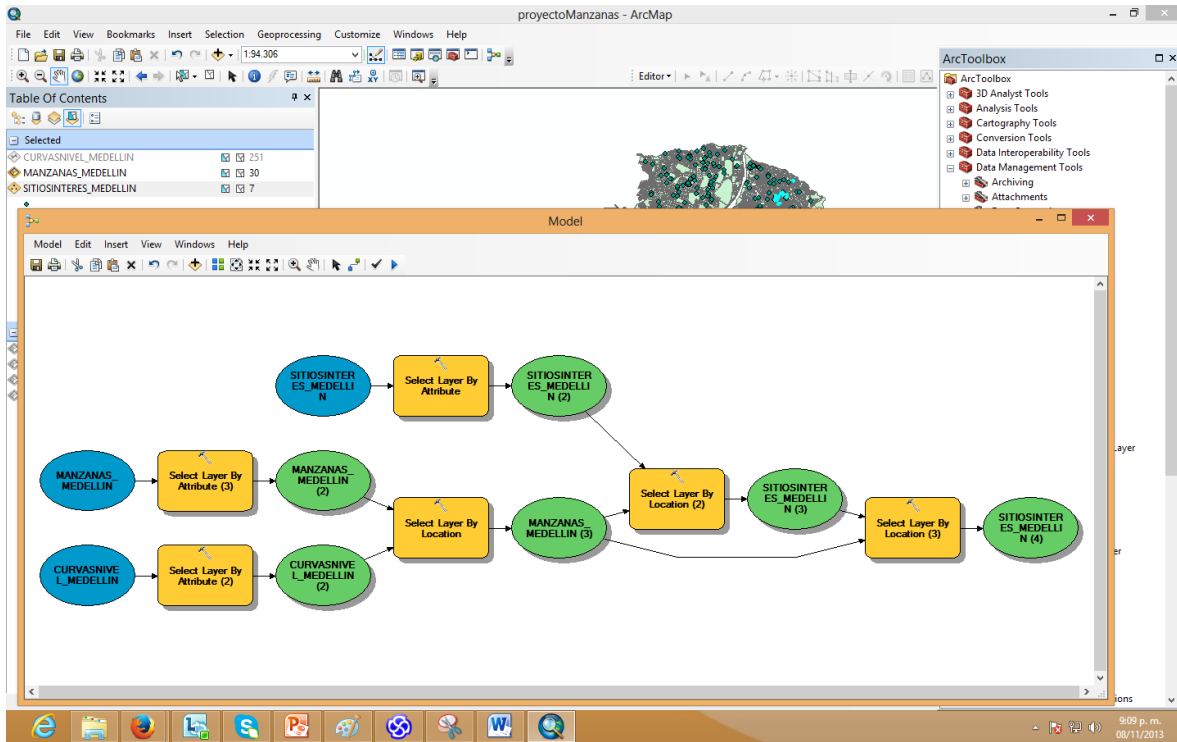 proyectoManzanas - ArcMap
File Edit View Bookmarks Insert Selection Geoprocessing Customize Windows Help
1:94.306
Editor
Table Of Contents
Selected
CURVASNIVEL_MEDELLIN 251
MANZANAS_MEDELLIN 30
SITIOSINTERES_MEDELLIN 7
ArcToolbox
ArcToolbox
3D Analyst Tools
Analysis Tools
Cartography Tools
Conversion Tools
Data Interoperability Tools
Data Management Tools
Archiving
Attachments
Model
Model Edit Insert View Windows Help
SITIOSINTER
ES_MEDELLI
N
Select Layer By
Attribute
SITIOSINTER
ES_MEDELLI
N (2)
MANZANAS_
MEDELLIN
Select Layer By
Attribute (3)
MANZANAS_
MEDELLIN
(2)
Select Layer By
Location
MANZANAS_
MEDELLIN (3)
Select Layer By
Location (2)
SITIOSINTER
ES_MEDELLI
N (3)
Select Layer By
Location (3)
SITIOSINTER
ES_MEDELLI
N (4)
CURVASNIVE
L_MEDELLIN
Select Layer By
Attribute (2)
CURVASNIVE
L_MEDELLIN
(2)
Layer
er
ions
9:09 p. m.
08/11/2013